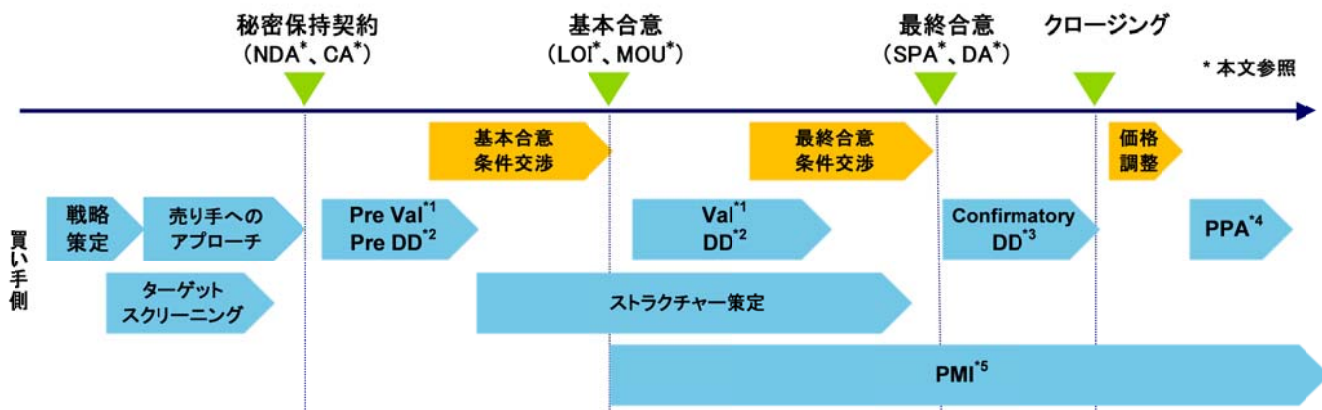 秘密保持契約
(NDA*、CA*)
基本合意
(LOI*、MOU*)
最終合意
(SPA*、DA*)
クロージング
* 本文参照
基本合意
条件交渉
最終合意
条件交渉
価格
調整
買い手側
戦略
策定
売り手への
アプローチ
Pre Val*1
Pre DD*2
Val*1
DD*2
Confirmatory
DD*3
PPA*4
ターゲット
スクリーニング
ストラクチャー策定
PMI*5